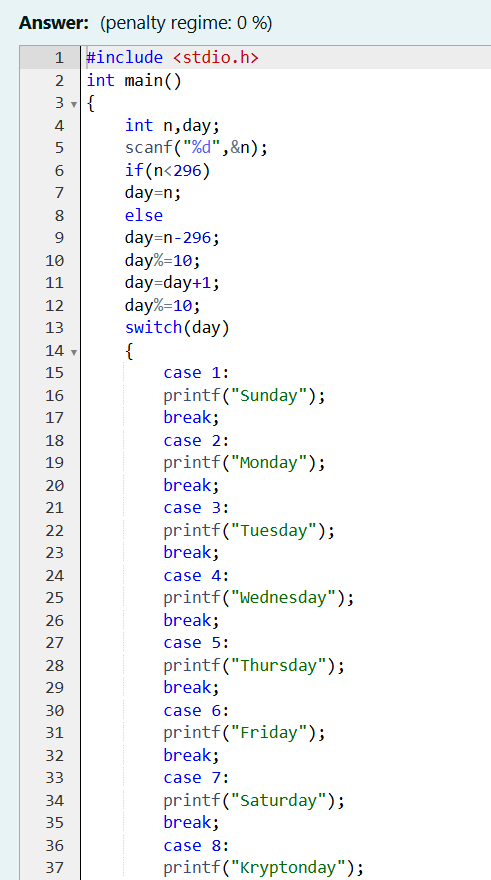 Answer: (penalty regime: 0 %)
1 #include <stdio.h>
2 int main()
3 {
4     int n,day;
5     scanf("%d",&n);
6     if(n<296)
7     day=n;
8     else
9     day=n-296;
10     day%=10;
11     day=day+1;
12     day%=10;
13     switch(day)
14     {
15         case 1:
16         printf("Sunday");
17         break;
18         case 2:
19         printf("Monday");
20         break;
21         case 3:
22         printf("Tuesday");
23         break;
24         case 4:
25         printf("Wednesday");
26         break;
27         case 5:
28         printf("Thursday");
29         break;
30         case 6:
31         printf("Friday");
32         break;
33         case 7:
34         printf("Saturday");
35         break;
36         case 8:
37         printf("Kryptonday");